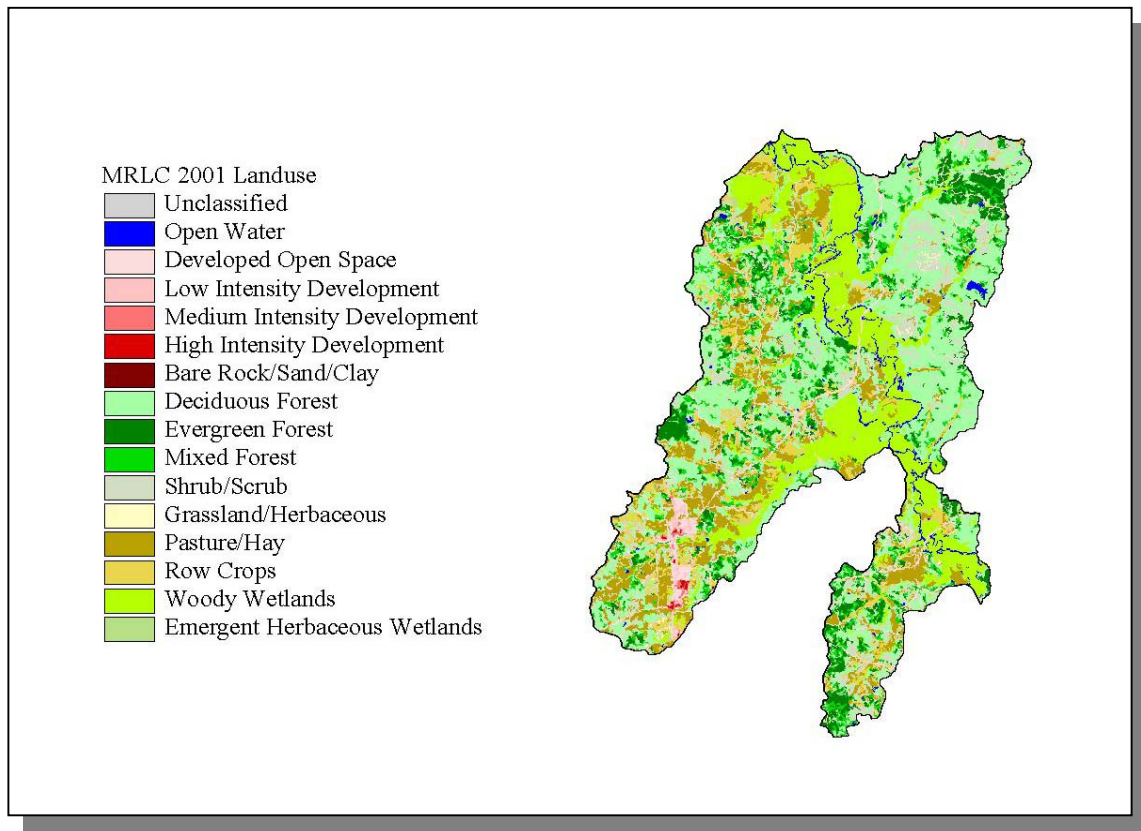 MRLC 2001 Landuse
Unclassified
Open Water
Developed Open Space
Low Intensity Development
Medium Intensity Development
High Intensity Development
Bare Rock/Sand/Clay
Deciduous Forest
Evergreen Forest
Mixed Forest
Shrub/Scrub
Grassland/Herbaceous
Pasture/Hay
Row Crops
Woody Wetlands
Emergent Herbaceous Wetlands